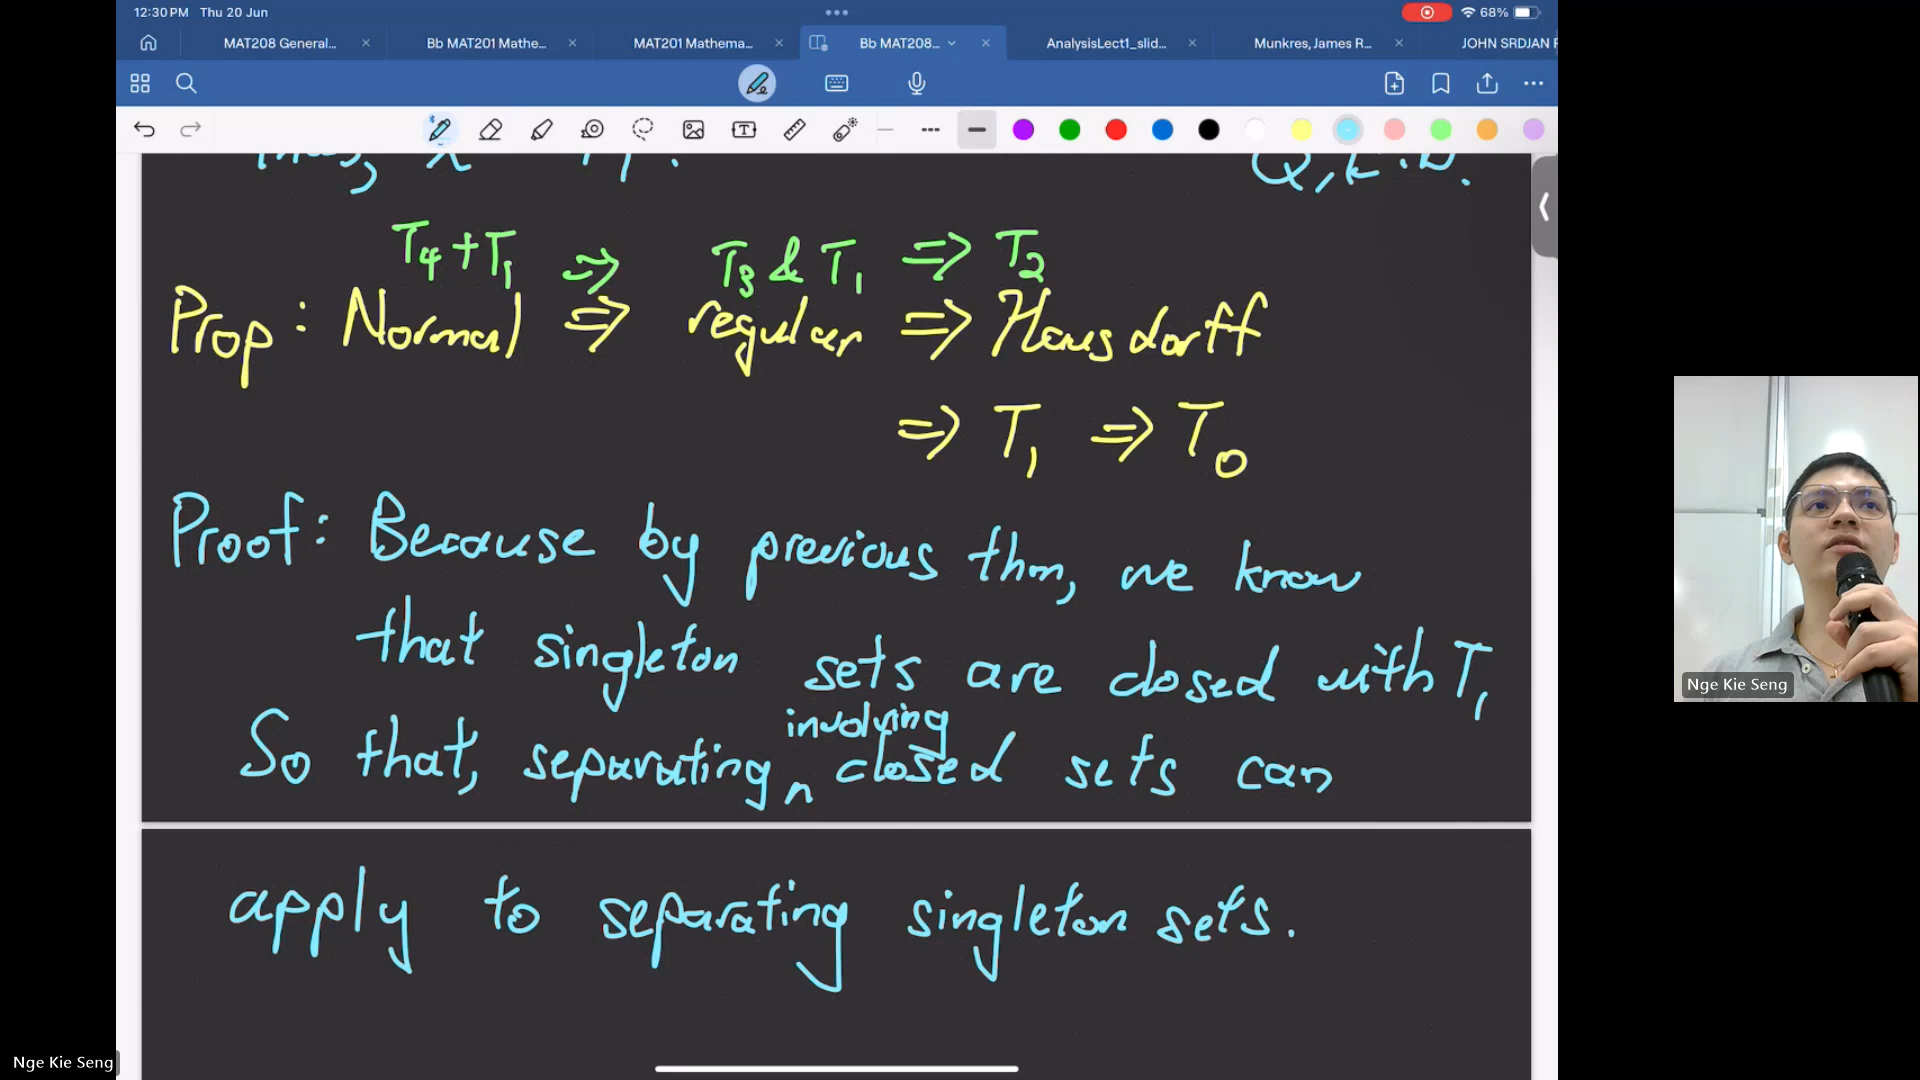 12:30 PM Thu 20 Jun
68%
MAT208 General...
Bb MAT201 Mathe...
MAT201 Mathema...
Bb MAT208...
AnalysisLect1_slid...
Munkres, James R...
JOHN SRDJAN
Q.E.D.
T₄+T₁ ⇒ T₃ & T₁ ⇒ T₂
Prop: Normal ⇒ regular ⇒ Hausdorff
⇒ T₁ ⇒ T₀
Proof: Because by previous thm, we know
that singleton sets are closed with T₁
involving
So that, separating closed sets can
apply to separating singleton sets.
Nge Kie Seng
Nge Kie Seng